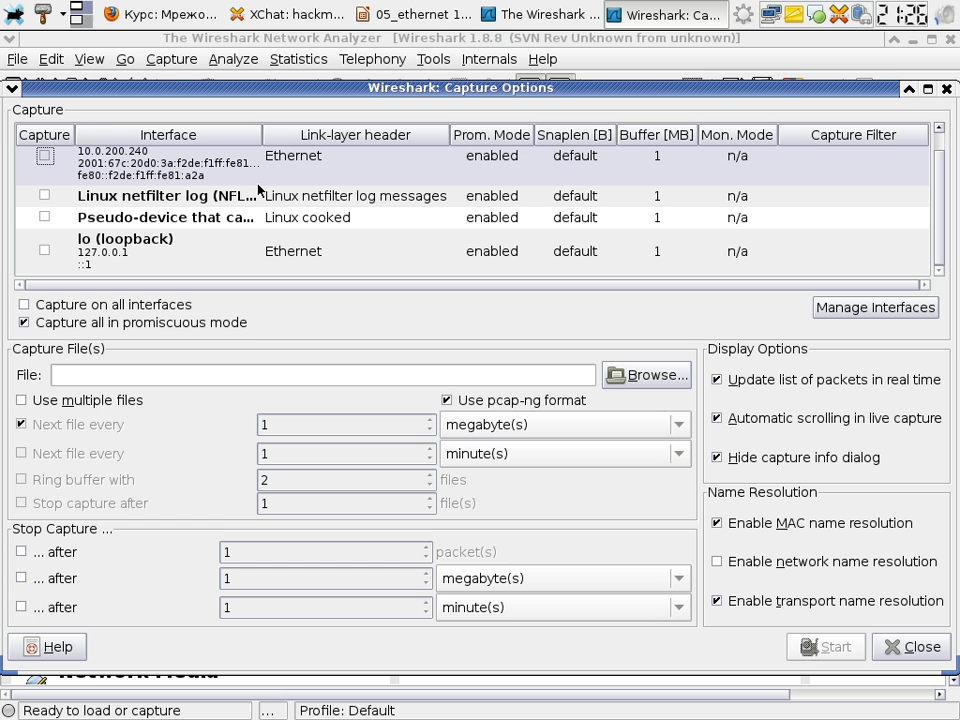 Курс: Мрежо... XChat: hackm... 05_ethernet 1... The Wireshark ... Wireshark: Ca... 21:26
The Wireshark Network Analyzer [Wireshark 1.8.8 (SVN Rev Unknown from unknown)]
File Edit View Go Capture Analyze Statistics Telephony Tools Internals Help
Wireshark: Capture Options
Capture
Capture Interface Link-layer header Prom. Mode Snaplen [B] Buffer [MB] Mon. Mode Capture Filter
10.0.200.240
2001:67c:20d0:3a:f2de:f1ff:fe81... Ethernet enabled default 1 n/a
fe80::f2de:f1ff:fe81:a2a
Linux netfilter log (NFL... Linux netfilter log messages enabled default 1 n/a
Pseudo-device that ca... Linux cooked enabled default 1 n/a
lo (loopback)
127.0.0.1 Ethernet enabled default 1 n/a
::1
Capture on all interfaces
Manage Interfaces
Capture all in promiscuous mode
Capture File(s)
File: Browse...
Use multiple files Use pcap-ng format
Next file every 1 megabyte(s)
Next file every 1 minute(s)
Ring buffer with 2 files
Stop capture after 1 file(s)
Stop Capture ...
... after 1 packet(s)
... after 1 megabyte(s)
... after 1 minute(s)
Display Options
Update list of packets in real time
Automatic scrolling in live capture
Hide capture info dialog
Name Resolution
Enable MAC name resolution
Enable network name resolution
Enable transport name resolution
Help Start Close
Ready to load or capture ... Profile: Default